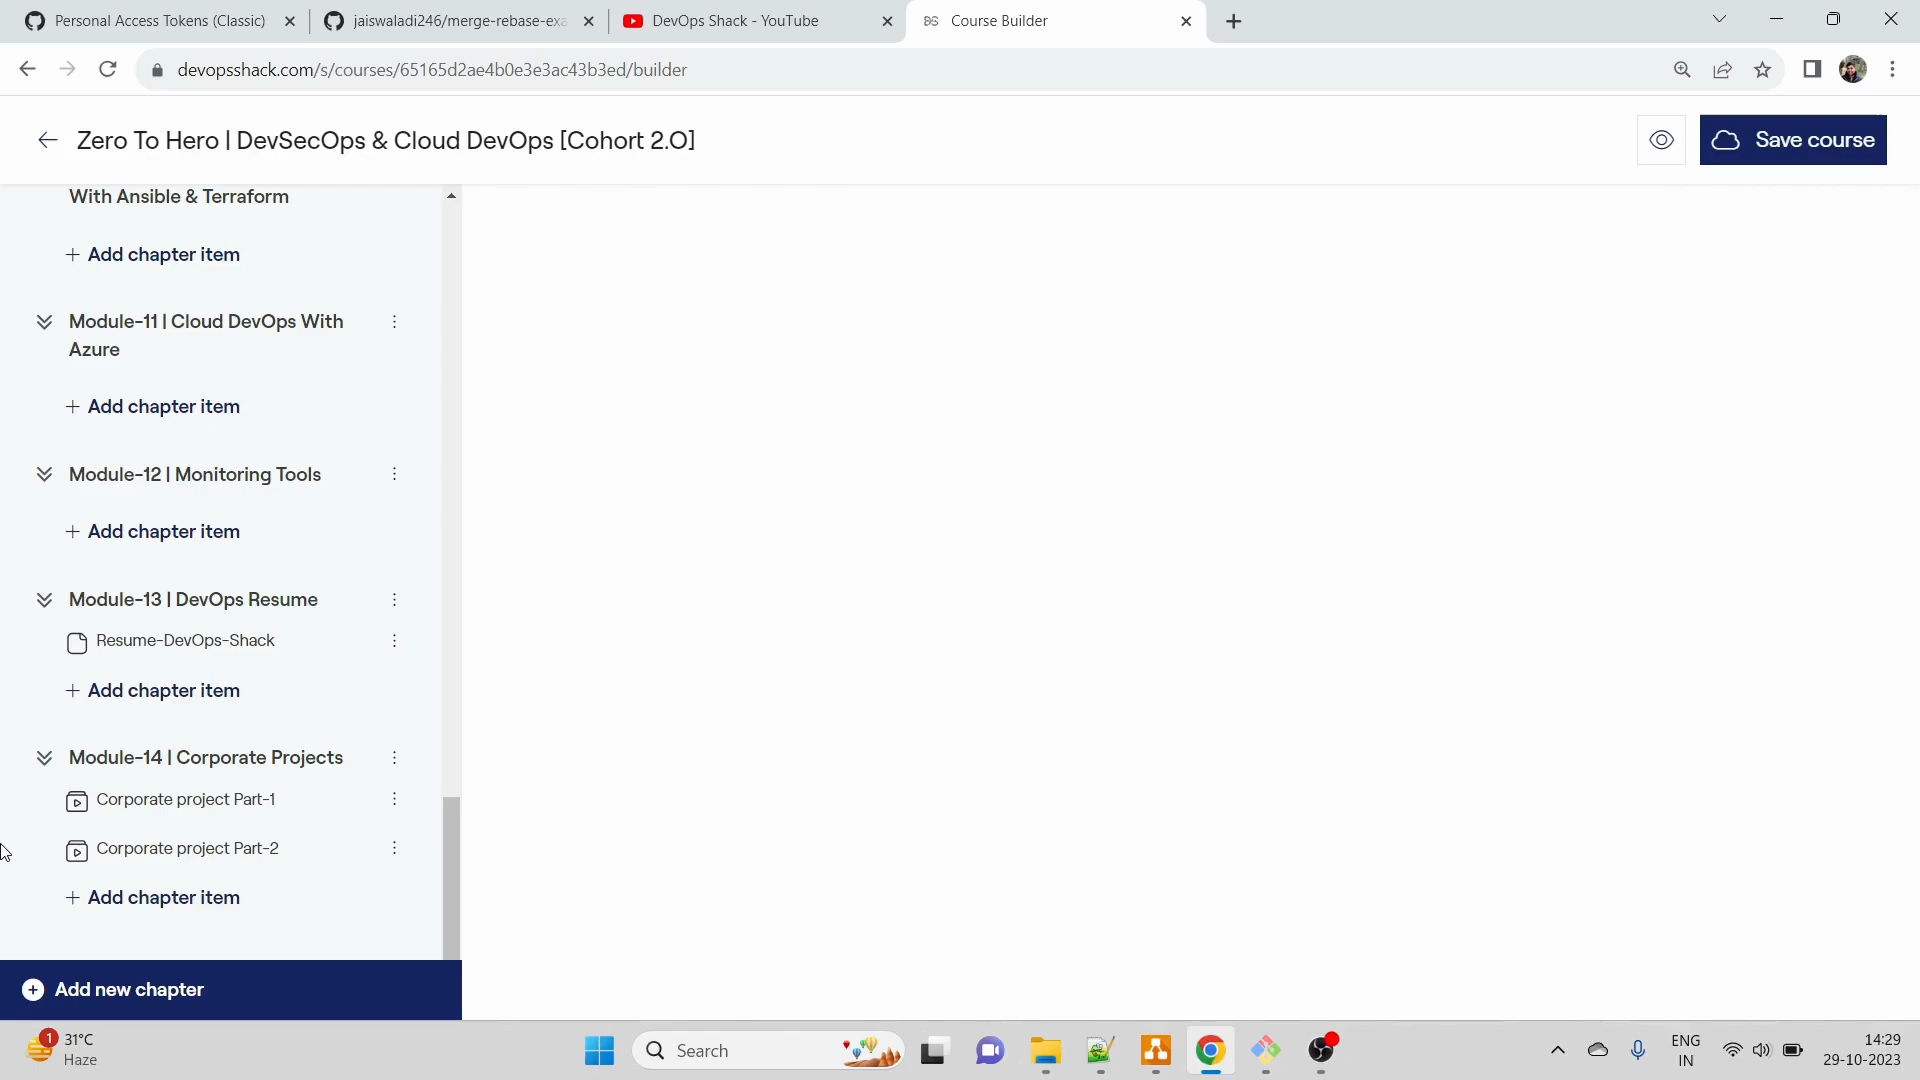 Personal Access Tokens (Classic)
jaiswaladi246/merge-rebase-exa
DevOps Shack - YouTube
DS Course Builder
devopsshack.com/s/courses/65165d2ae4b0e3e3ac43b3ed/builder
Zero To Hero | DevSecOps & Cloud DevOps [Cohort 2.O]
Save course
With Ansible & Terraform
+ Add chapter item
Module-11 | Cloud DevOps With
Azure
+ Add chapter item
Module-12 | Monitoring Tools
+ Add chapter item
Module-13 | DevOps Resume
Resume-DevOps-Shack
+ Add chapter item
Module-14 | Corporate Projects
Corporate project Part-1
Corporate project Part-2
+ Add chapter item
Add new chapter
1
31°C
Haze
Search
ENG
IN
14:29
29-10-2023